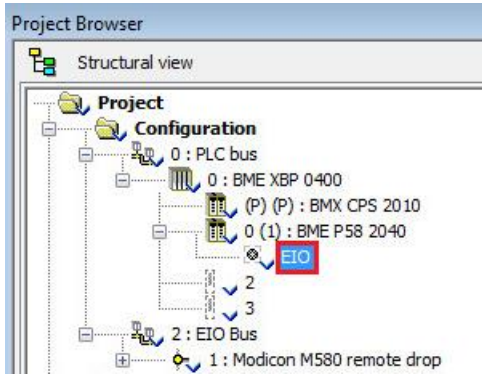 Project Browser
Structural view
Project
Configuration
0 : PLC bus
0 : BME XBP 0400
(P) (P) : BMX CPS 2010
0 (1) : BME P58 2040
EIO
2
3
2 : EIO Bus
1 : Modicon M580 remote drop